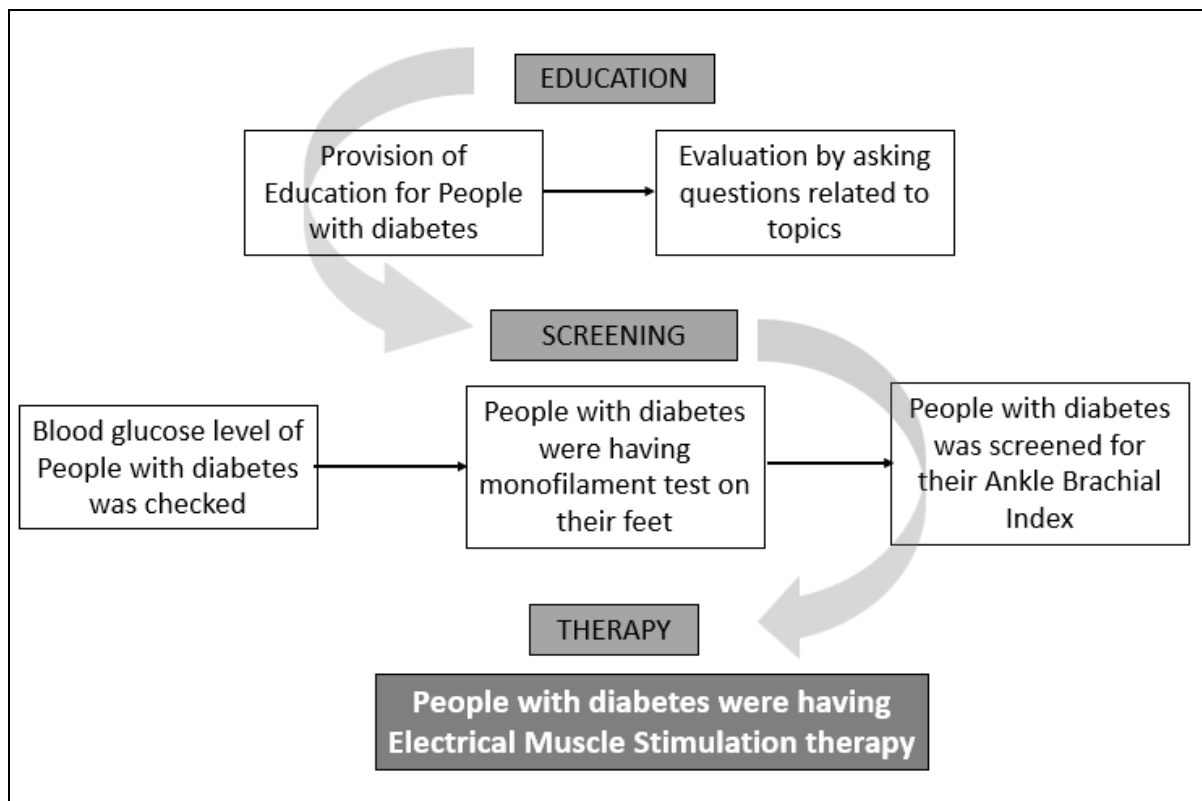 EDUCATION
Provision of
Education for People
with diabetes
Evaluation by asking
questions related to
topics
SCREENING
Blood glucose level of
People with diabetes
was checked
People with diabetes
were having
monofilament test on
their feet
People with diabetes
was screened for
their Ankle Brachial
Index
THERAPY
People with diabetes were having
Electrical Muscle Stimulation therapy